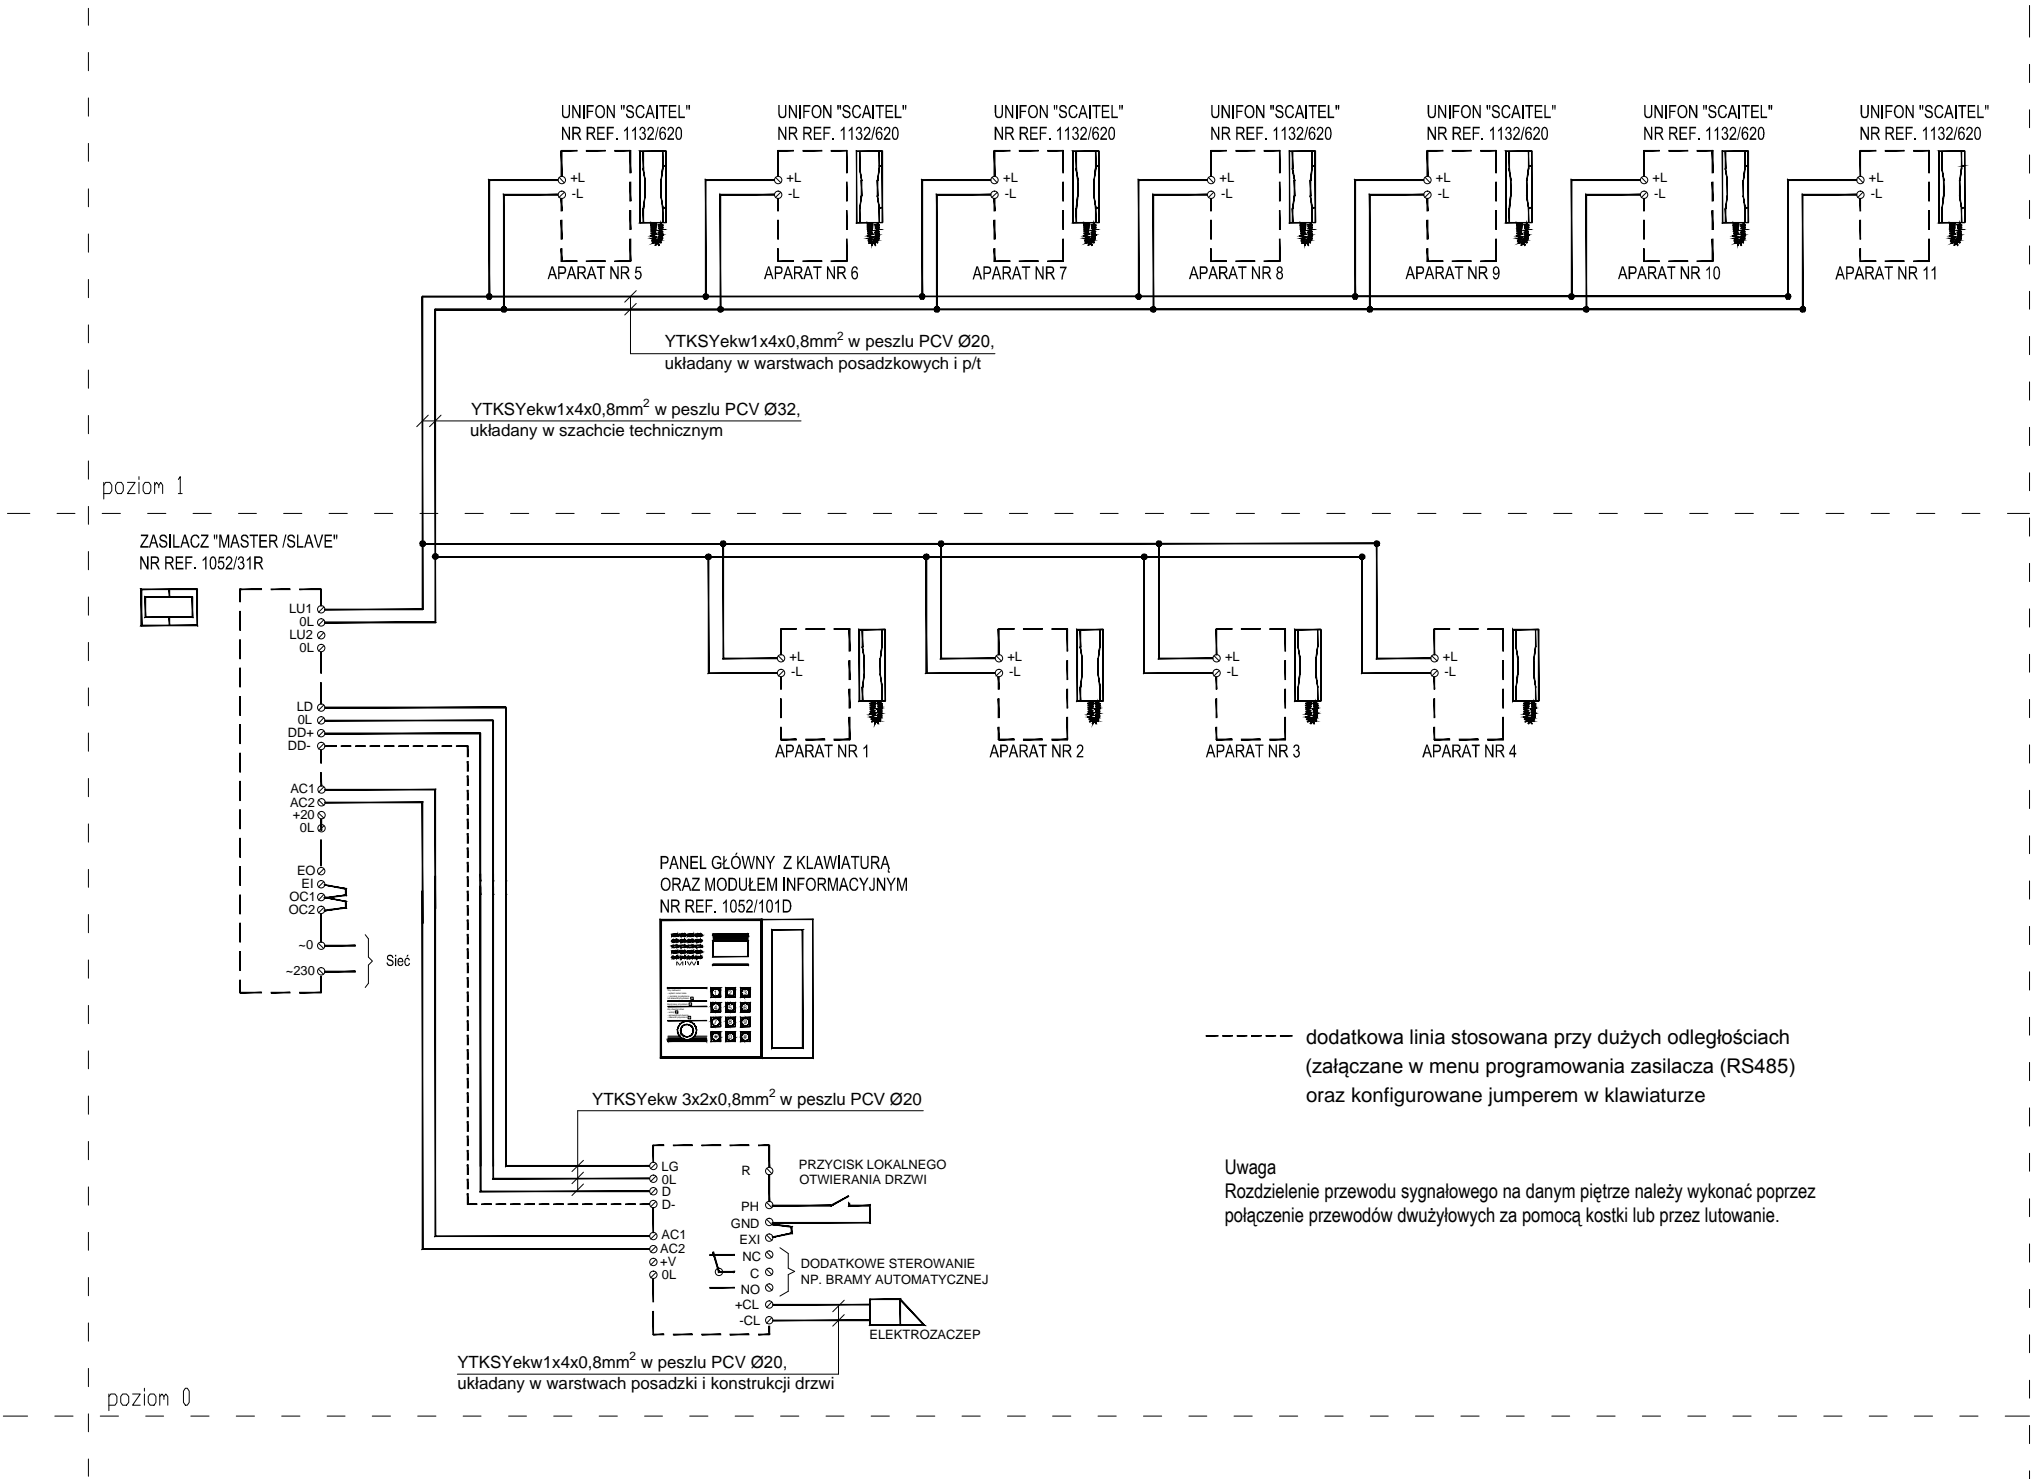 UNIFON "SCAITEL"
NR REF. 1132/620
+L
-L
APARAT NR 5
UNIFON "SCAITEL"
NR REF. 1132/620
+L
-L
APARAT NR 6
UNIFON "SCAITEL"
NR REF. 1132/620
+L
-L
APARAT NR 7
UNIFON "SCAITEL"
NR REF. 1132/620
+L
-L
APARAT NR 8
UNIFON "SCAITEL"
NR REF. 1132/620
+L
-L
APARAT NR 9
UNIFON "SCAITEL"
NR REF. 1132/620
+L
-L
APARAT NR 10
UNIFON "SCAITEL"
NR REF. 1132/620
+L
-L
APARAT NR 11
YTKSYekw1x4x0,8mm² w peszlu PCV Ø20,
układany w warstwach posadzkowych i p/t
YTKSYekw1x4x0,8mm² w peszlu PCV Ø32,
układany w szachcie technicznym
poziom 1
ZASILACZ "MASTER /SLAVE"
NR REF. 1052/31R
LU1
0L
LU2
0L
LD
0L
DD+
DD-
AC1
AC2
+20
0L
EO
EI
OC1
OC2
~0
~230
Sieć
+L
-L
APARAT NR 1
+L
-L
APARAT NR 2
+L
-L
APARAT NR 3
+L
-L
APARAT NR 4
PANEL GŁÓWNY Z KLAWIATURĄ
ORAZ MODUŁEM INFORMACYJNYM
NR REF. 1052/101D
MIWI
dodatkowa linia stosowana przy dużych odległościach
(załączane w menu programowania zasilacza (RS485)
oraz konfigurowane jumperem w klawiaturze
YTKSYekw 3x2x0,8mm² w peszlu PCV Ø20
LG
0L
D
D-
AC1
AC2
+V
0L
R
PH
GND
EXI
NC
C
NO
+CL
-CL
PRZYCISK LOKALNEGO
OTWIERANIA DRZWI
DODATKOWE STEROWANIE
NP. BRAMY AUTOMATYCZNEJ
ELEKTROZACZEP
Uwaga
Rozdzielenie przewodu sygnałowego na danym piętrze należy wykonać poprzez
połączenie przewodów dwużyłowych za pomocą kostki lub przez lutowanie.
YTKSYekw1x4x0,8mm² w peszlu PCV Ø20,
układany w warstwach posadzki i konstrukcji drzwi
poziom 0